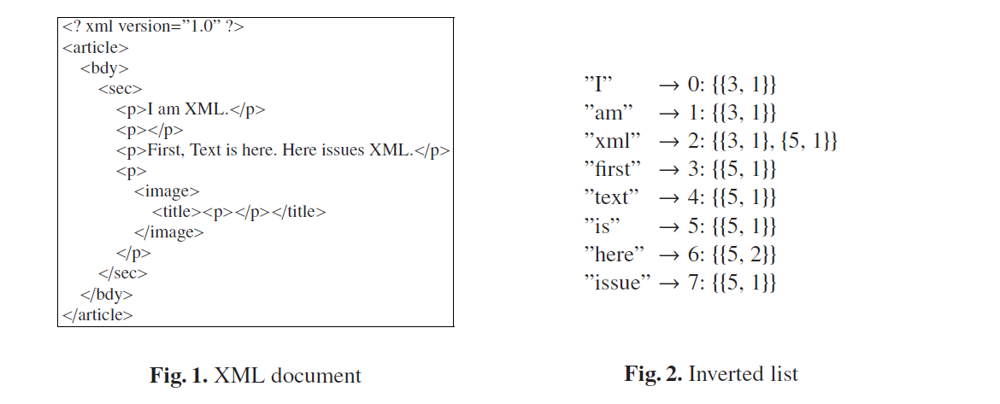 <? xml version=”1.0” ?>
<article>
<bdy>
<sec>
<p>I am XML.</p>
<p></p>
<p>First, Text is here. Here issues XML.</p>
<p>
<image>
<title><p></p></title>
</image>
</p>
</sec>
</bdy>
</article>
Fig. 1. XML document
”I” → 0: {{3, 1}}
”am” → 1: {{3, 1}}
”xml” → 2: {{3, 1}, {5, 1}}
”first” → 3: {{5, 1}}
”text” → 4: {{5, 1}}
”is” → 5: {{5, 1}}
”here” → 6: {{5, 2}}
”issue” → 7: {{5, 1}}
Fig. 2. Inverted list